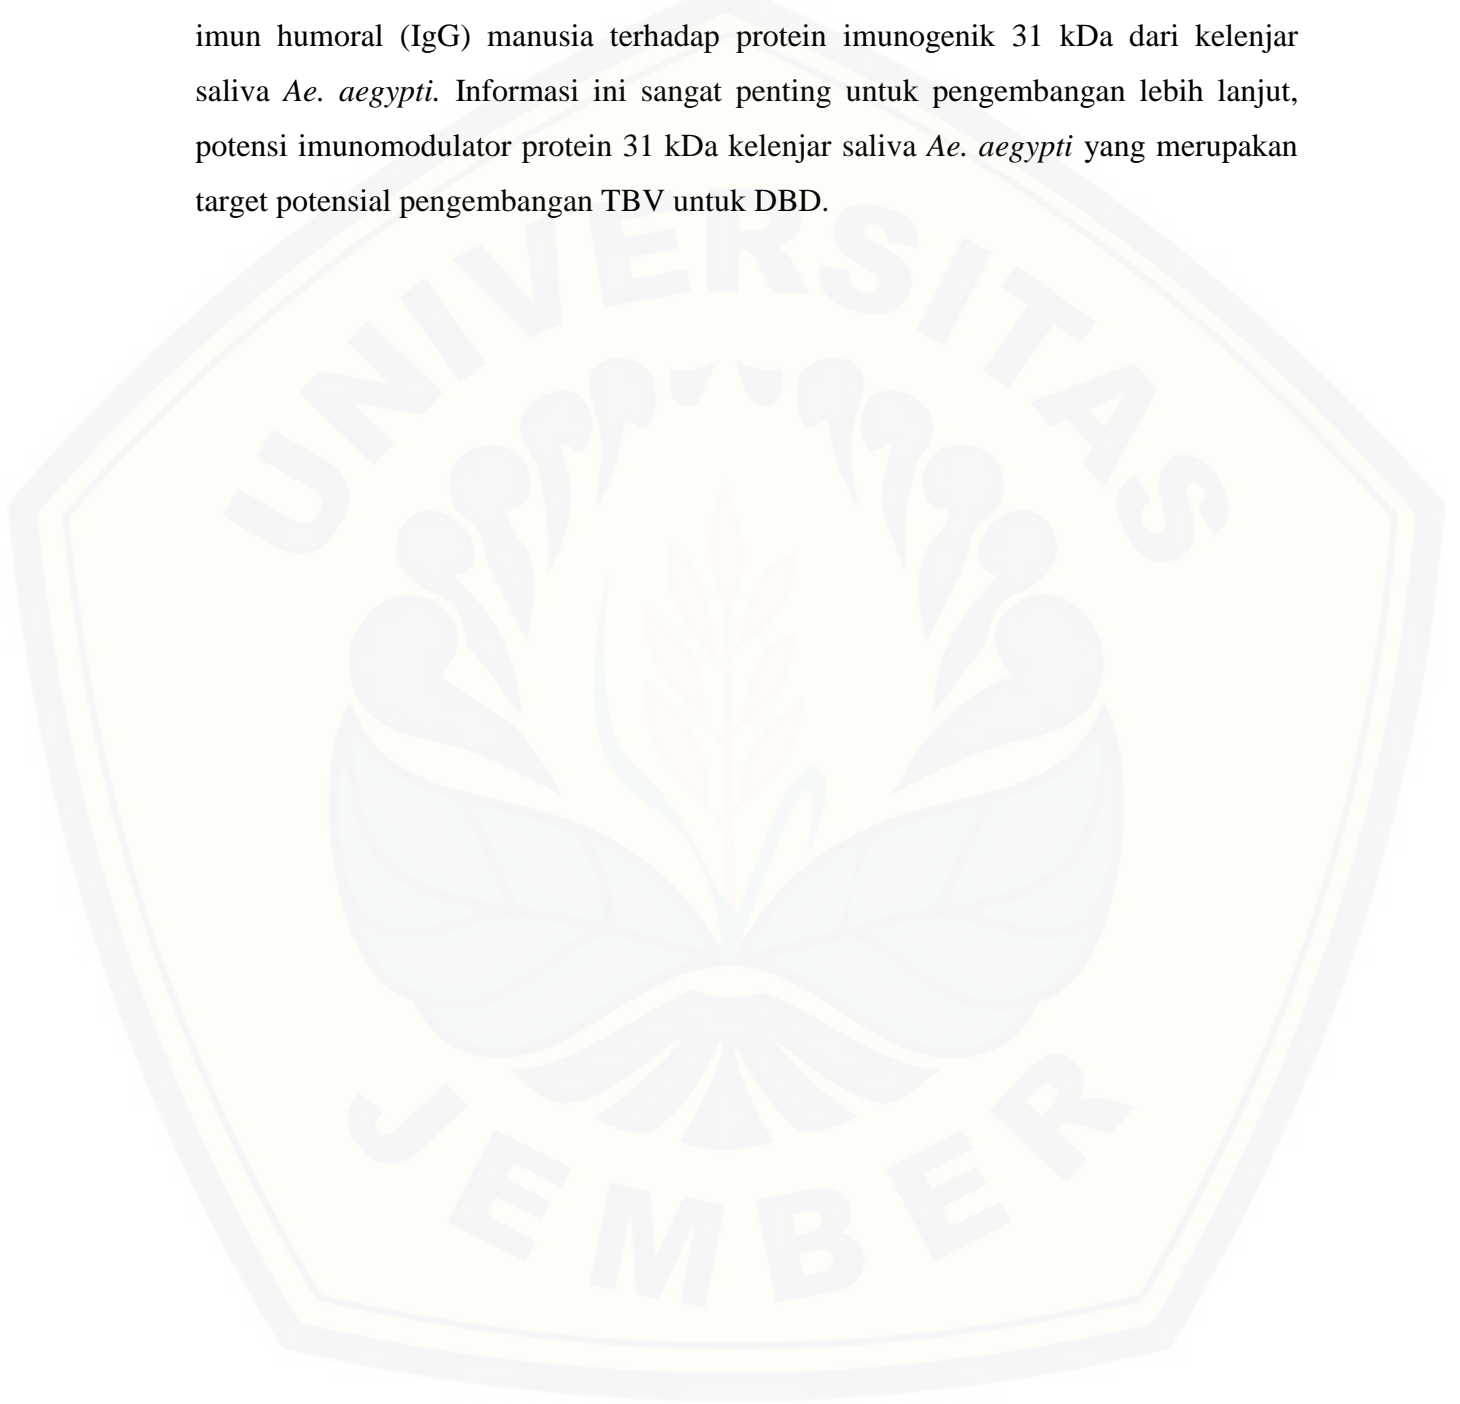 imun humoral (IgG) manusia terhadap protein imunogenik 31 kDa dari kelenjar
saliva Ae. aegypti. Informasi ini sangat penting untuk pengembangan lebih lanjut,
potensi imunomodulator protein 31 kDa kelenjar saliva Ae. aegypti yang merupakan
target potensial pengembangan TBV untuk DBD.
UNIVERSITAS
JEMBER